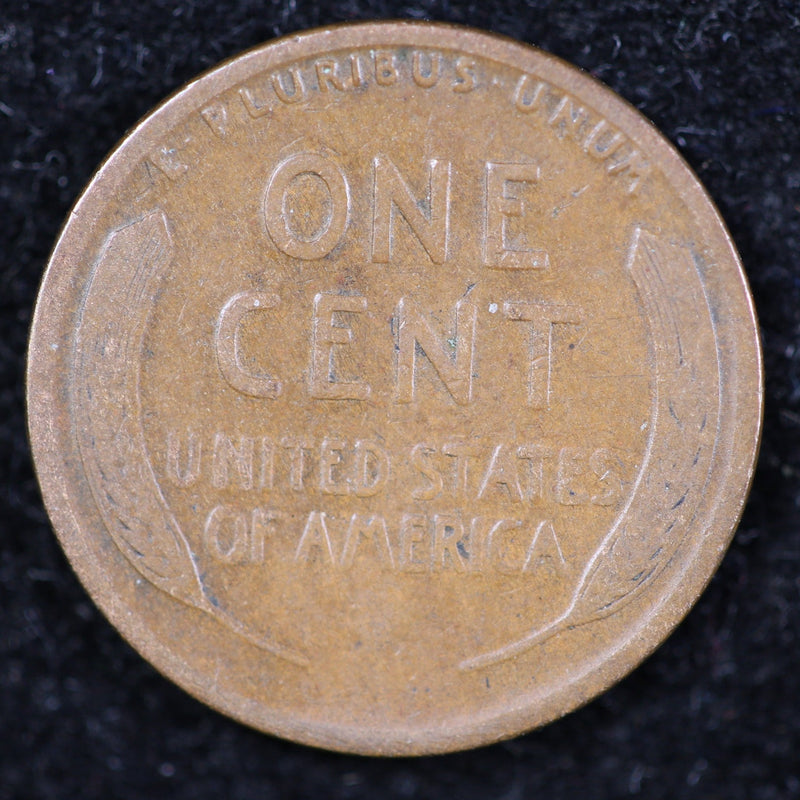 E · PLURIBUS · UNUM
ONE
CENT
UNITED STATES
OF AMERICA